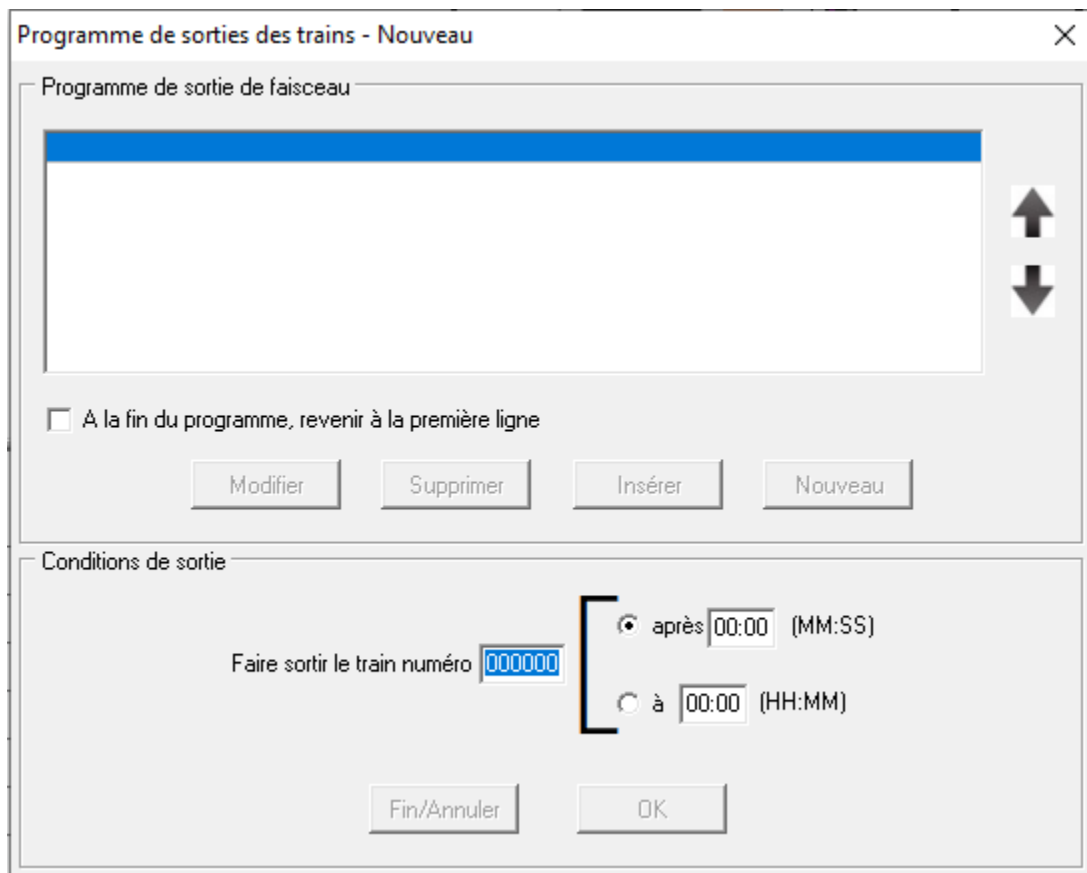 Programme de sorties des trains - Nouveau
Programme de sortie de faisceau
A la fin du programme, revenir à la première ligne
Modifier Supprimer Insérer Nouveau
Conditions de sortie
après 00:00 (MM:SS)
Faire sortir le train numéro 000000
à 00:00 (HH:MM)
Fin/Annuler OK